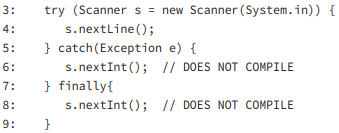 3: try (Scanner s = new Scanner(System.in)) {
4: s.nextLine();
5: } catch(Exception e) {
6: s.nextInt(); // DOES NOT COMPILE
7: } finally{
8: s.nextInt(); // DOES NOT COMPILE
9: }